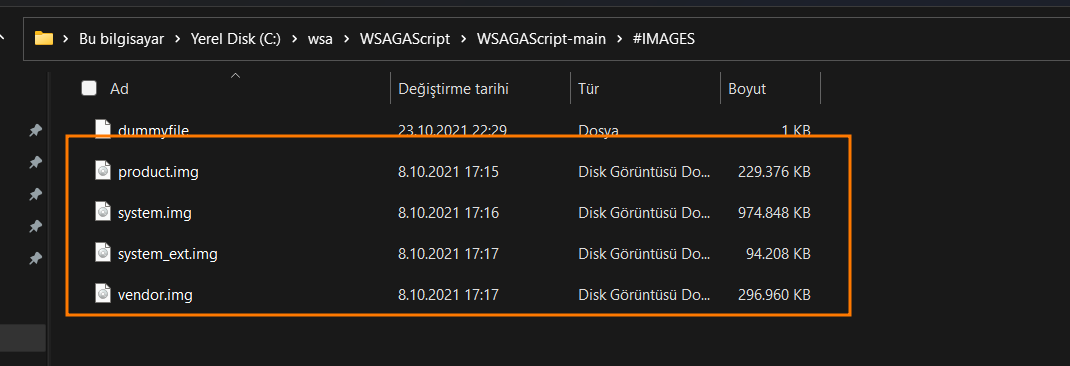 Bu bilgisayar > Yerel Disk (C:) > wsa > WSAGAScript > WSAGAScript-main > #IMAGES
Ad Değiştirme tarihi Tür Boyut
dummyfile 23.10.2021 22:29 Dosya 1 KB
product.img 8.10.2021 17:15 Disk Görüntüsü Do... 229.376 KB
system.img 8.10.2021 17:16 Disk Görüntüsü Do... 974.848 KB
system_ext.img 8.10.2021 17:17 Disk Görüntüsü Do... 94.208 KB
vendor.img 8.10.2021 17:17 Disk Görüntüsü Do... 296.960 KB